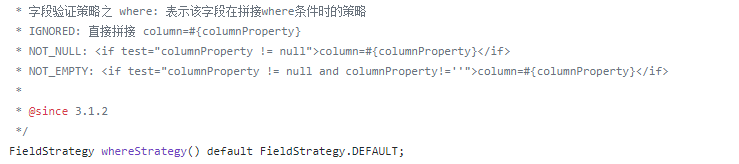 * 字段验证策略之 where: 表示该字段在拼接where条件时的策略
* IGNORED: 直接拼接 column=#{columnProperty}
* NOT_NULL: <if test="columnProperty != null">column=#{columnProperty}</if>
* NOT_EMPTY: <if test="columnProperty != null and columnProperty!=''">column=#{columnProperty}</if>
*
* @since 3.1.2
*/
FieldStrategy whereStrategy() default FieldStrategy.DEFAULT;